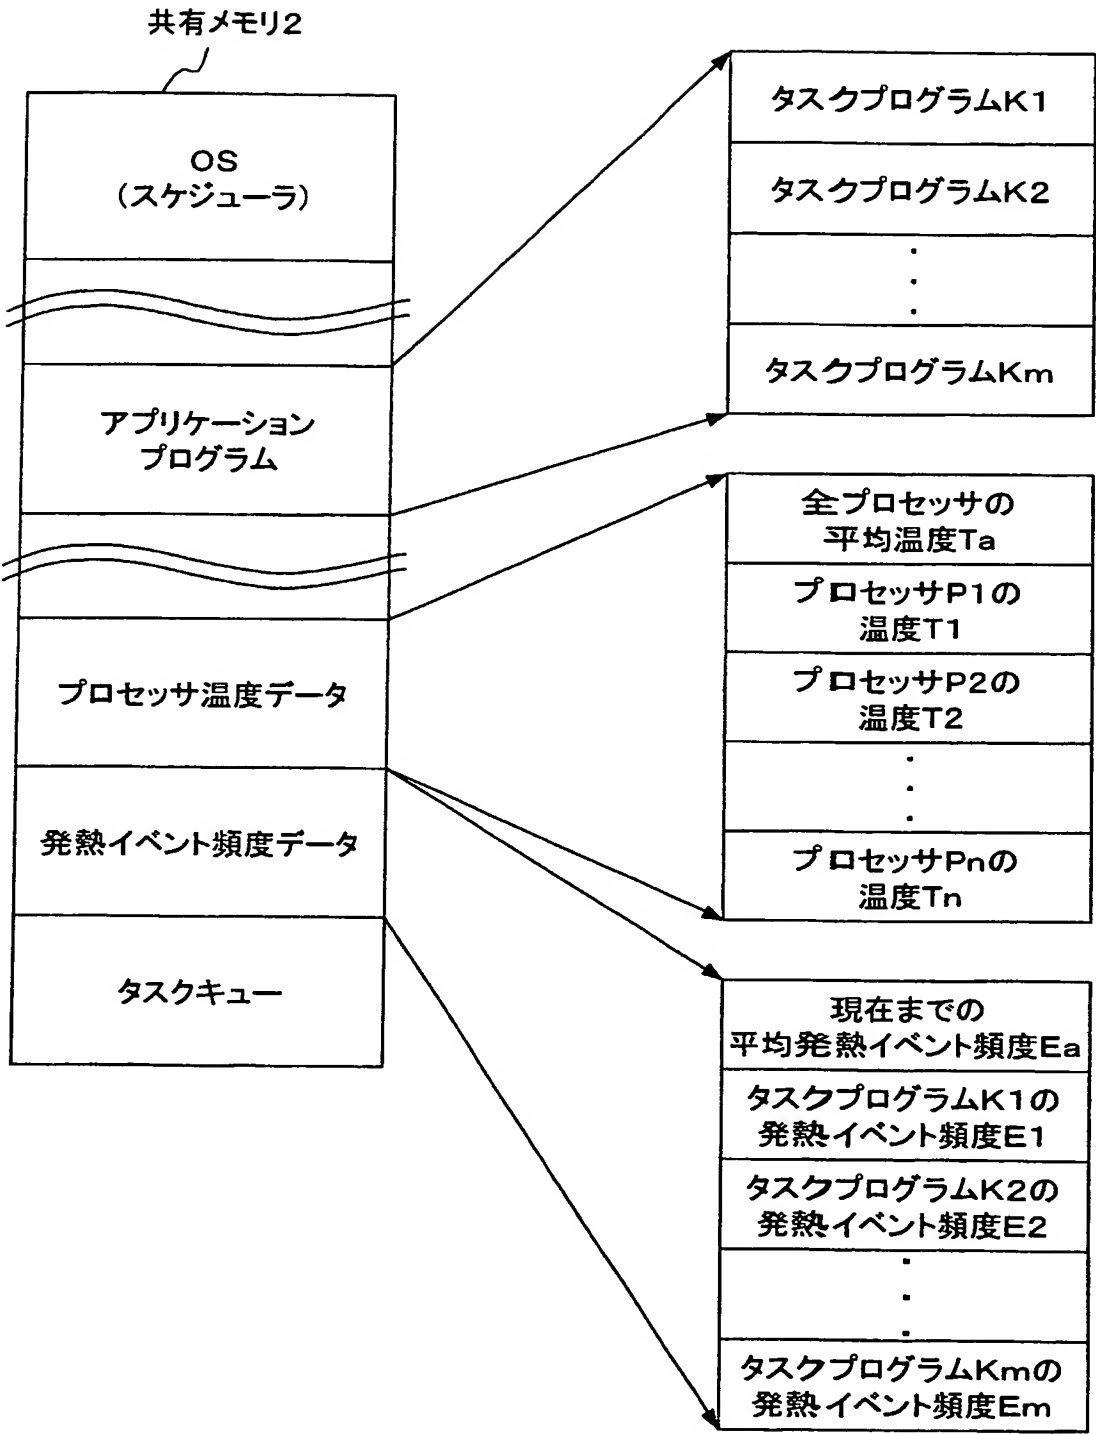 共有メモリ2
OS
(スケジューラ)
アプリケーション
プログラム
プロセッサ温度データ
発熱イベント頻度データ
タスクキュー
タスクプログラムK1
タスクプログラムK2
・
・
・
タスクプログラムKm
全プロセッサの
平均温度Ta
プロセッサP1の
温度T1
プロセッサP2の
温度T2
・
・
・
プロセッサPnの
温度Tn
現在までの
平均発熱イベント頻度Ea
タスクプログラムK1の
発熱イベント頻度E1
タスクプログラムK2の
発熱イベント頻度E2
・
・
・
タスクプログラムKmの
発熱イベント頻度Em